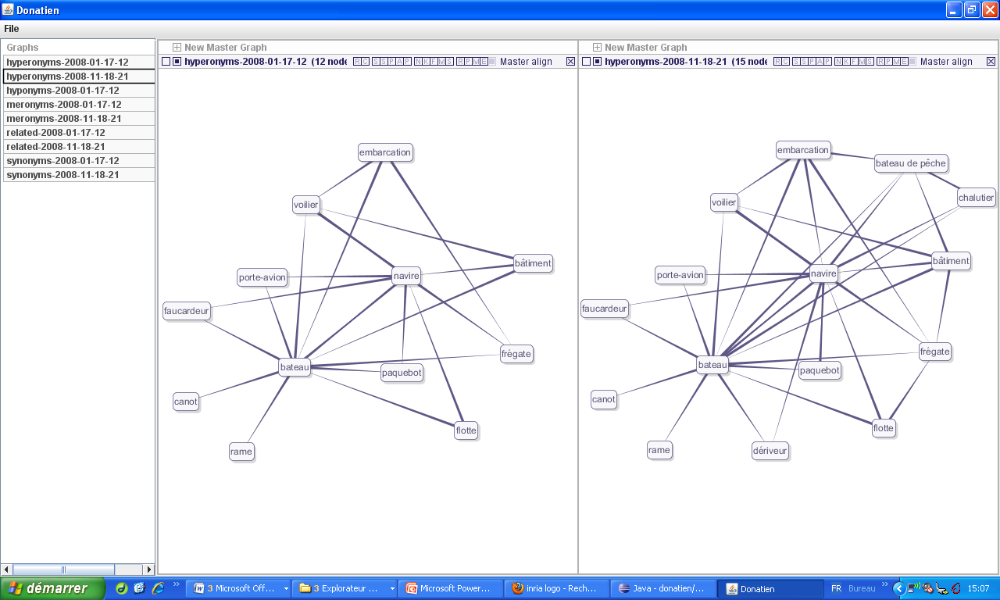 Donatien
File
Graphs
hyperonyms-2008-01-17-12
hyperonyms-2008-11-18-21
hyponyms-2008-01-17-12
meronyms-2008-01-17-12
meronyms-2008-11-18-21
related-2008-01-17-12
related-2008-11-18-21
synonyms-2008-01-17-12
synonyms-2008-11-18-21
New Master Graph
hyperonyms-2008-01-17-12 (12 node R C S S P A P N K F M S R P M E Master align
embarcation
voilier
bâtiment
porte-avion
navire
faucardeur
frégate
bateau
paquebot
canot
flotte
rame
New Master Graph
hyperonyms-2008-11-18-21 (15 node R C S S P A P N K F M S R P M E Master align
embarcation
bateau de pêche
chalutier
voilier
bâtiment
porte-avion
navire
faucardeur
frégate
bateau
paquebot
canot
flotte
rame
dériveur
démarrer
3 Microsoft Off...
3 Explorateur ...
Microsoft Power...
inria logo - Rech...
Java - donatien/...
Donatien
FR
Bureau
15:07